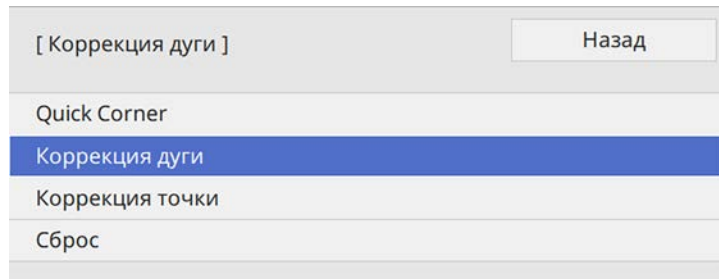 [ Коррекция дуги ]
Назад
Quick Corner
Коррекция дуги
Коррекция точки
Сброс